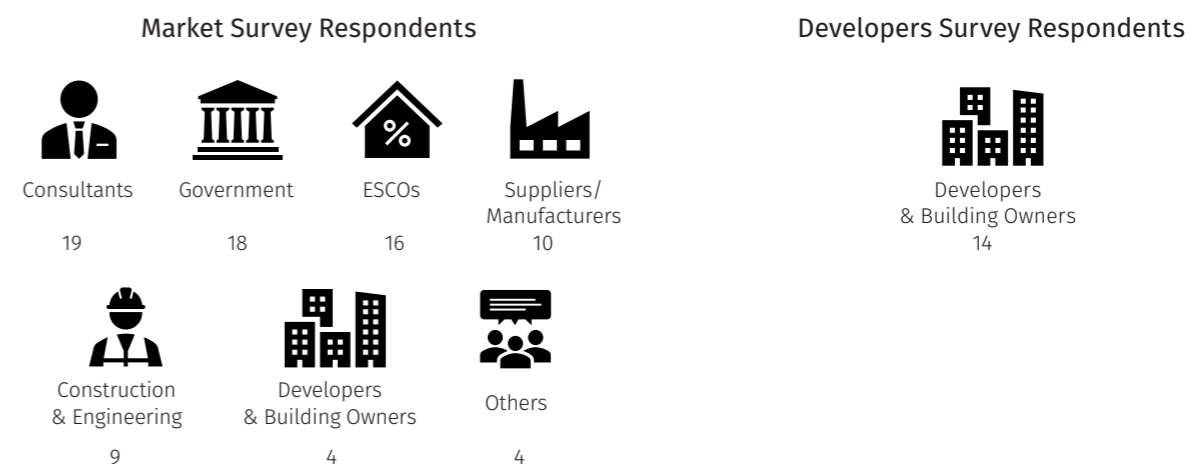 Market Survey Respondents
Developers Survey Respondents
%
Consultants
Government
ESCOs
Suppliers/
Manufacturers
Developers
& Building Owners
19
18
16
10
14
Construction
& Engineering
Developers
& Building Owners
Others
9
4
4